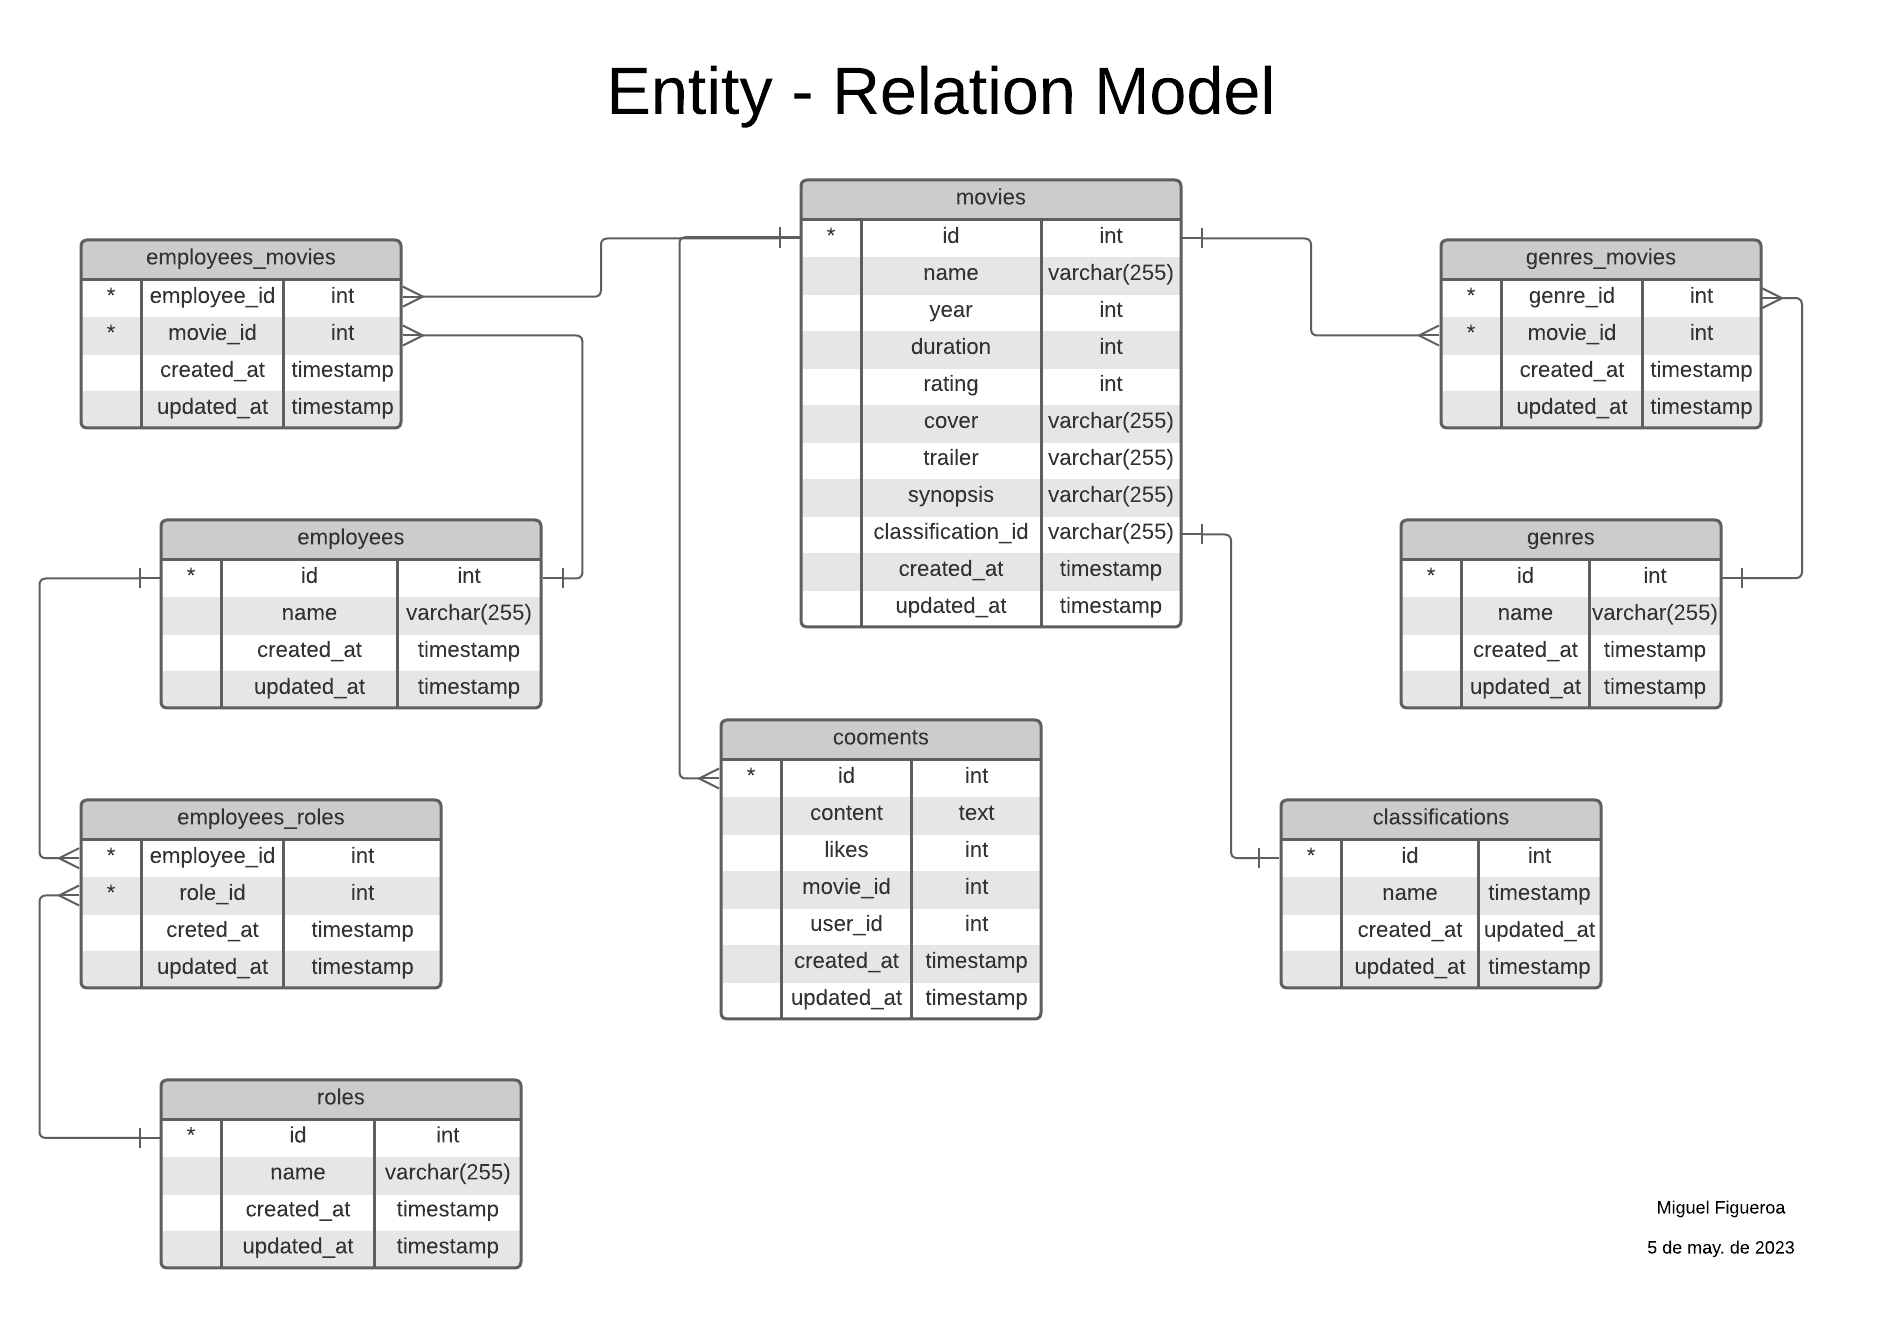 Entity - Relation Model
employees_movies
* employee_id int
* movie_id int
created_at timestamp
updated_at timestamp
employees
* id int
name varchar(255)
created_at timestamp
updated_at timestamp
employees_roles
* employee_id int
* role_id int
creted_at timestamp
updated_at timestamp
roles
* id int
name varchar(255)
created_at timestamp
updated_at timestamp
movies
* id int
name varchar(255)
year int
duration int
rating int
cover varchar(255)
trailer varchar(255)
synopsis varchar(255)
classification_id varchar(255)
created_at timestamp
updated_at timestamp
cooments
* id int
content text
likes int
movie_id int
user_id int
created_at timestamp
updated_at timestamp
genres_movies
* genre_id int
* movie_id int
created_at timestamp
updated_at timestamp
genres
* id int
name varchar(255)
created_at timestamp
updated_at timestamp
classifications
* id int
name timestamp
created_at updated_at
updated_at timestamp
Miguel Figueroa
5 de may. de 2023